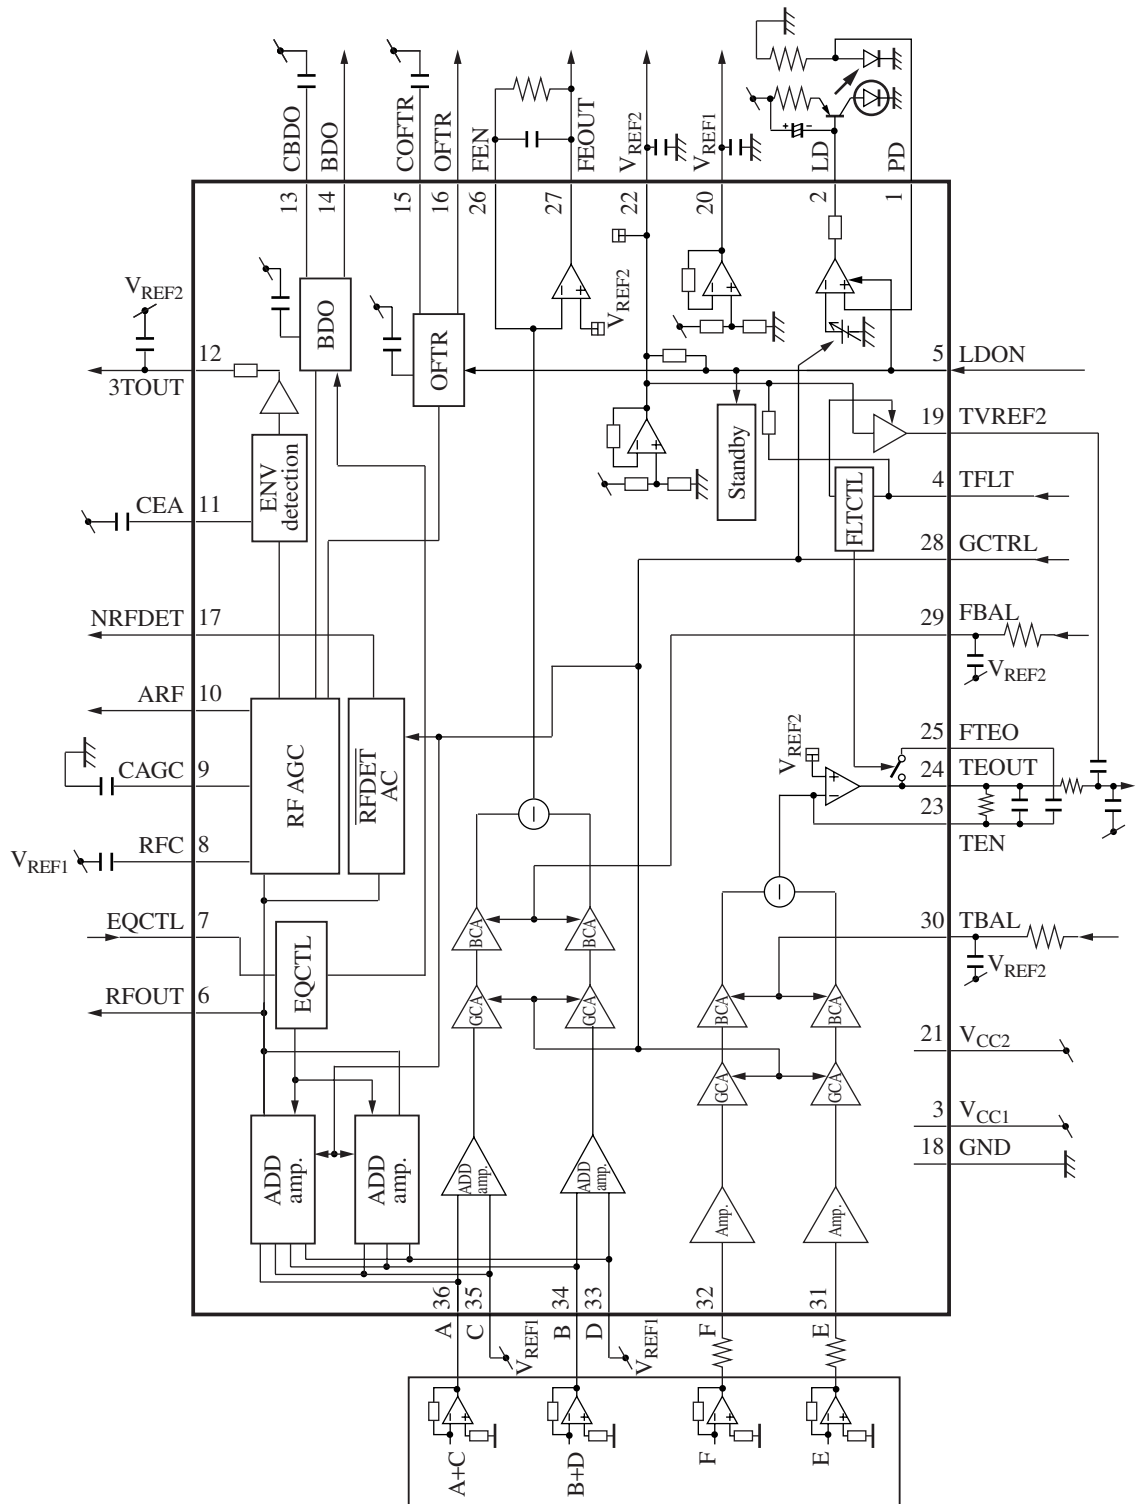 CBDO
BDO
COFTR
OFTR
FEN
FEOUT
VREF2
VREF1
LD
PD
13
14
15
16
26
27
22
20
2
1
VREF2
12
3TOUT
BDO
OFTR
VREF2
5
LDON
19
TVREF2
ENV
detection
Standby
FLTCTL
4
TFLT
CEA
11
28
GCTRL
NRFDET
17
29
FBAL
VREF2
ARF
10
CAGC
9
RF AGC
RFDET
AC
VREF2
25
FTEO
24
TEOUT
23
TEN
VREF1
RFC
8
EQCTL
7
EQCTL
BCA
BCA
30
TBAL
VREF2
RFOUT
6
GCA
GCA
BCA
BCA
21
VCC2
GCA
GCA
3
VCC1
18
GND
ADD
amp.
ADD
amp.
ADD
amp.
ADD
amp.
Amp.
Amp.
36
35
34
33
32
31
A
C
B
D
F
E
VREF1
VREF1
A+C
B+D
F
E